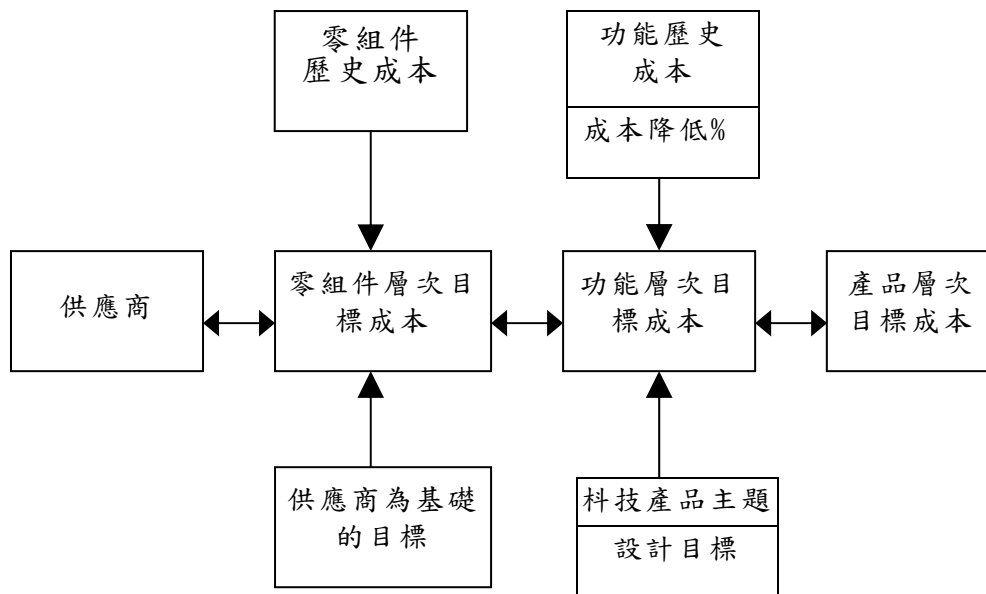 零組件
歷史成本
功能歷史
成本
成本降低%
供應商
零組件層次目
標成本
功能層次目
標成本
產品層次
目標成本
供應商為基礎
的目標
枓技產品主題
設計目標